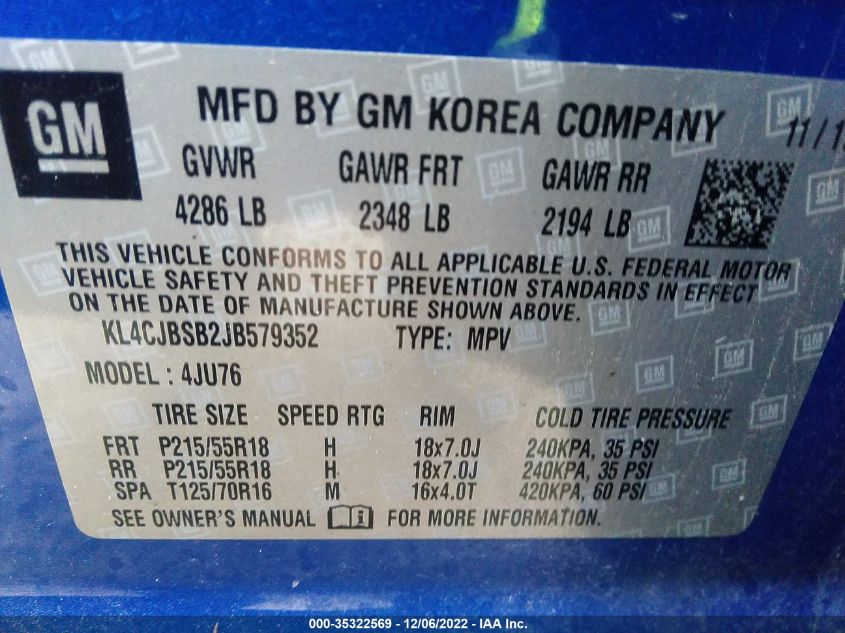 GM
MFD BY GM KOREA COMPANY
GVWR GAWR FRT GAWR RR
4286 LB 2348 LB 2194 LB
THIS VEHICLE CONFORMS TO ALL APPLICABLE U.S. FEDERAL MOTOR
VEHICLE SAFETY AND THEFT PREVENTION STANDARDS IN EFFECT
ON THE DATE OF MANUFACTURE SHOWN ABOVE.
KL4CJBSB2JB579352 TYPE: MPV
MODEL : 4JU76
TIRE SIZE SPEED RTG RIM COLD TIRE PRESSURE
FRT P215/55R18 H 18x7.0J 240KPA, 35 PSI
RR P215/55R18 H 18x7.0J 240KPA, 35 PSI
SPA T125/70R16 M 16x4.0T 420KPA, 60 PSI
SEE OWNER'S MANUAL FOR MORE INFORMATION.
000-35322569 - 12/06/2022 - IAA Inc.